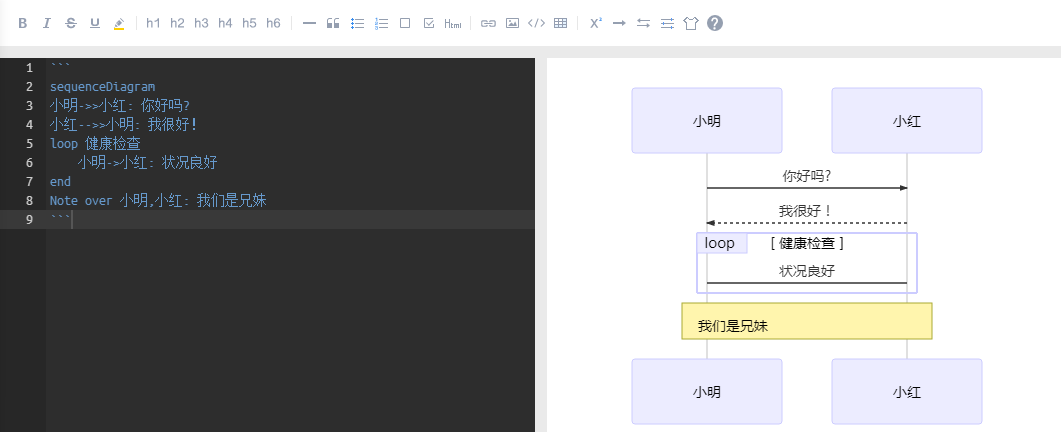 B I S U h1 h2 h3 h4 h5 h6 Html X² ?
1 ```
2 sequenceDiagram
3 小明->>小红: 你好吗?
4 小红-->>小明: 我很好!
5 loop 健康检查
6 小明->小红: 状况良好
7 end
8 Note over 小明,小红: 我们是兄妹
9 ```
小明 小红
你好吗?
我很好！
loop [ 健康检查 ]
状况良好
我们是兄妹
小明 小红